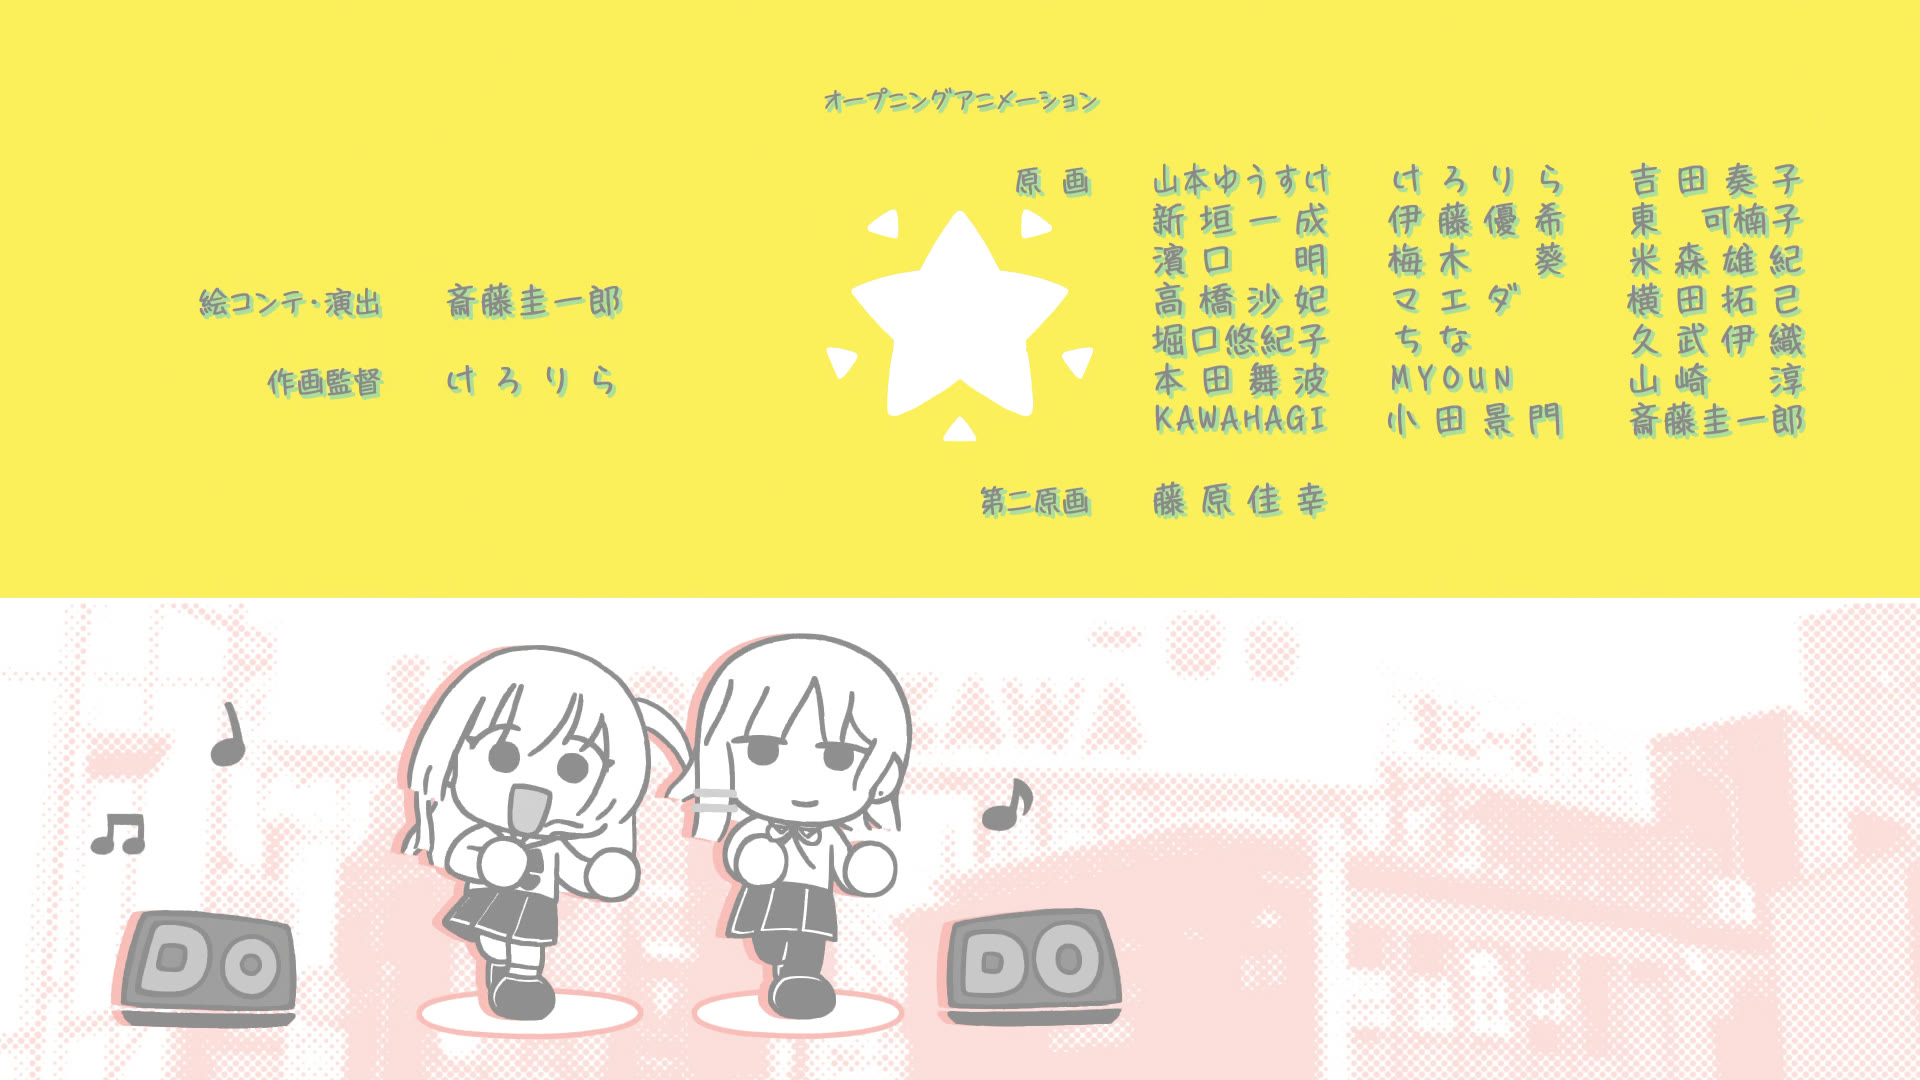 オープニングアニメーション
絵コンテ・演出 斎藤圭一郎
作画監督 けろりら
原画 山本ゆうすけ けろりら 吉田奏子
新垣一成 伊藤優希 東 可楠子
濱口 明 梅木 葵 米森雄紀
高橋沙妃 マエダ 横田拓己
堀口悠紀子 ちな 久武伊織
本田舞波 MYOUN 山崎 淳
KAWAHAGI 小田景門 斎藤圭一郎
第二原画 藤原佳幸